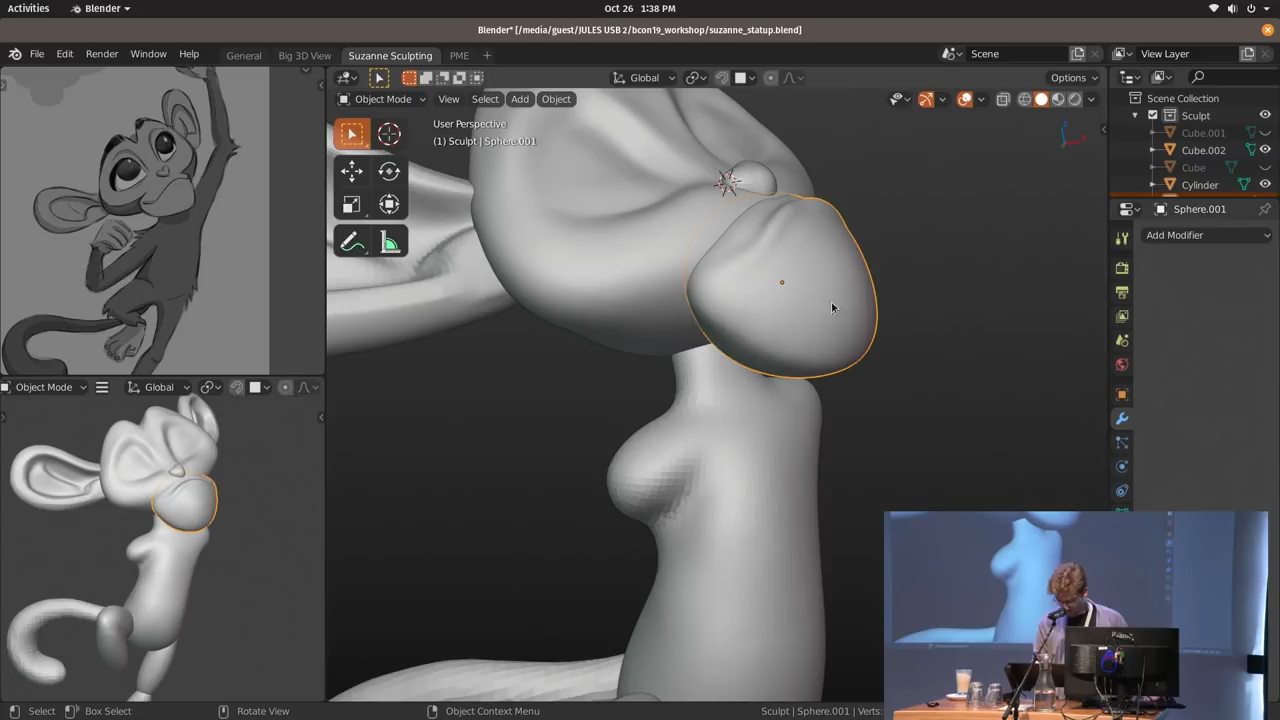 Activities
Blender
Oct 26 1:38 PM
Blender* [/media/guest/JULES USB 2/bcon19_workshop/suzanne_statup.blend]
File Edit Render Window Help
General Big 3D View Suzanne Sculpting PME +
Scene
View Layer
Global
Options
Object Mode View Select Add Object
User Perspective
(1) Sculpt | Sphere.001
Scene Collection
Sculpt
Cube.001
Cube.002
Cube
Cylinder
Sphere.001
Add Modifier
Object Mode
Global
Select
Box Select
Rotate View
Object Context Menu
Sculpt | Sphere.001 | Verts: